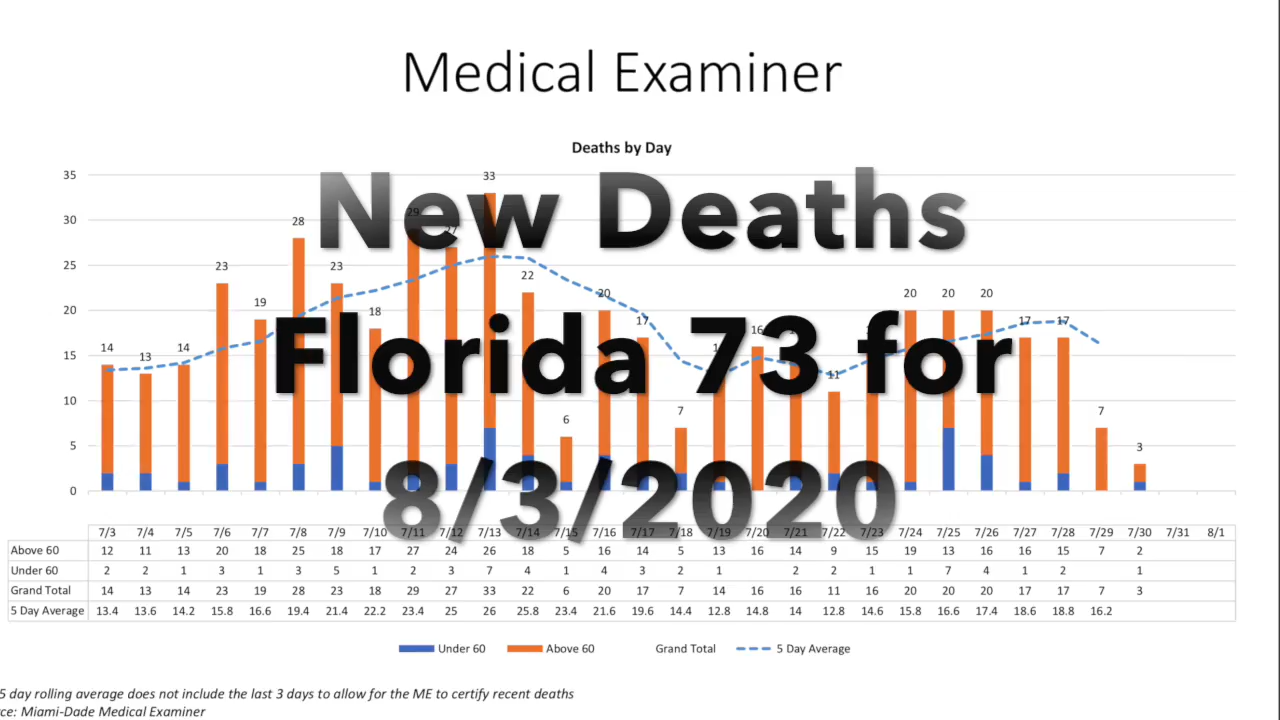 Medical Examiner
Deaths by Day
New Deaths
Florida 73 for
8/3/2020
35
30
25
20
15
10
5
0
14
13
14
23
19
28
23
18
29
27
33
22
6
20
17
7
16
11
20
20
20
17
17
7
3
7/3 7/4 7/5 7/6 7/7 7/8 7/9 7/10 7/11 7/12 7/13 7/14 7/15 7/16 7/17 7/18 7/19 7/20 7/21 7/22 7/23 7/24 7/25 7/26 7/27 7/28 7/29 7/30 7/31 8/1
Above 60 12 11 13 20 18 25 18 17 27 24 26 18 5 16 14 5 13 16 14 9 15 19 13 16 16 15 7 2
Under 60 2 2 1 3 1 3 5 1 2 3 7 4 1 4 3 2 1 2 2 1 1 7 4 1 2 1
Grand Total 14 13 14 23 19 28 23 18 29 27 33 22 6 20 17 7 14 16 16 11 16 20 20 20 17 17 7 3
5 Day Average 13.4 13.6 14.2 15.8 16.6 19.4 21.4 22.2 23.4 25 26 25.8 23.4 21.6 19.6 14.4 12.8 14.8 14 12.8 14.6 15.8 16.6 17.4 18.6 18.8 16.2
Under 60 Above 60 Grand Total 5 Day Average
5 day rolling average does not include the last 3 days to allow for the ME to certify recent deaths
ce: Miami-Dade Medical Examiner